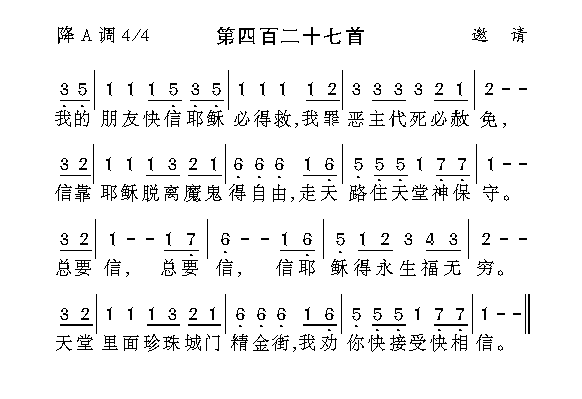 降A调4/4 第四百二十七首 邀请
3 5 | 1 1 1 5 3 5 | 1 1 1 1 2 | 3 3 3 3 2 1 | 2 - -
我的 朋友快信耶稣 必得救,我罪 恶主代死必赦 免,
3 2 | 1 1 1 3 2 1 | 6 6 6 1 6 | 5 5 5 1 7 7 | 1 - -
信靠 耶稣脱离魔鬼 得自由,走天 路住天堂神保 守。
3 2 | 1 - - 1 7 | 6 - - 1 6 | 5 1 2 3 4 3 | 2 - -
总要 信, 总要 信, 信耶 稣得永生福无 穷。
3 2 | 1 1 1 3 2 1 | 6 6 6 1 6 | 5 5 5 1 7 7 | 1 - - ‖
天堂 里面珍珠城门 精金街,我劝 你快接受快相 信。